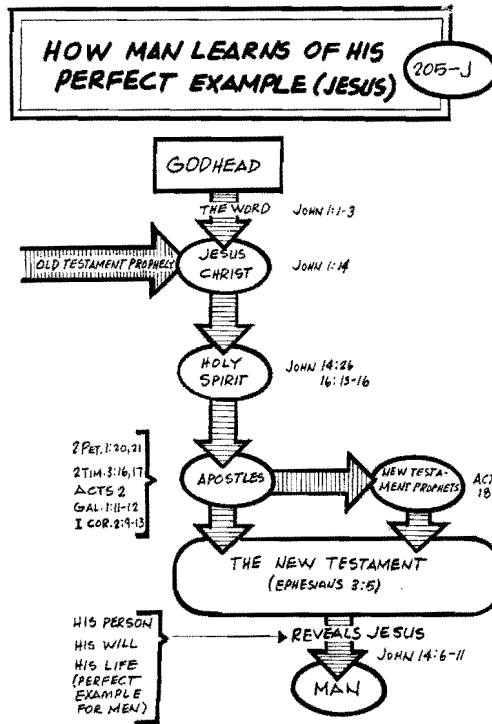 HOW MAN LEARNS OF HIS
PERFECT EXAMPLE (JESUS)
205-J
GODHEAD
THE WORD
JOHN 1:1-3
OLD TESTAMENT PROPHECY
JESUS
CHRIST
JOHN 1:14
HOLY
SPIRIT
JOHN 14:26
16:13-16
2 PET. 1:20,21
2 TIM. 3:16,17
ACTS 2
GAL. 1:11-12
I COR. 2:9-13
APOSTLES
NEW TESTA-
MENT PROPHETS
ACT
18
THE NEW TESTAMENT
(EPHESIANS 3:5)
HIS PERSON
HIS WILL
HIS LIFE
(PERFECT
EXAMPLE
FOR MEN)
REVEALS JESUS
JOHN 14:6-11
MAN